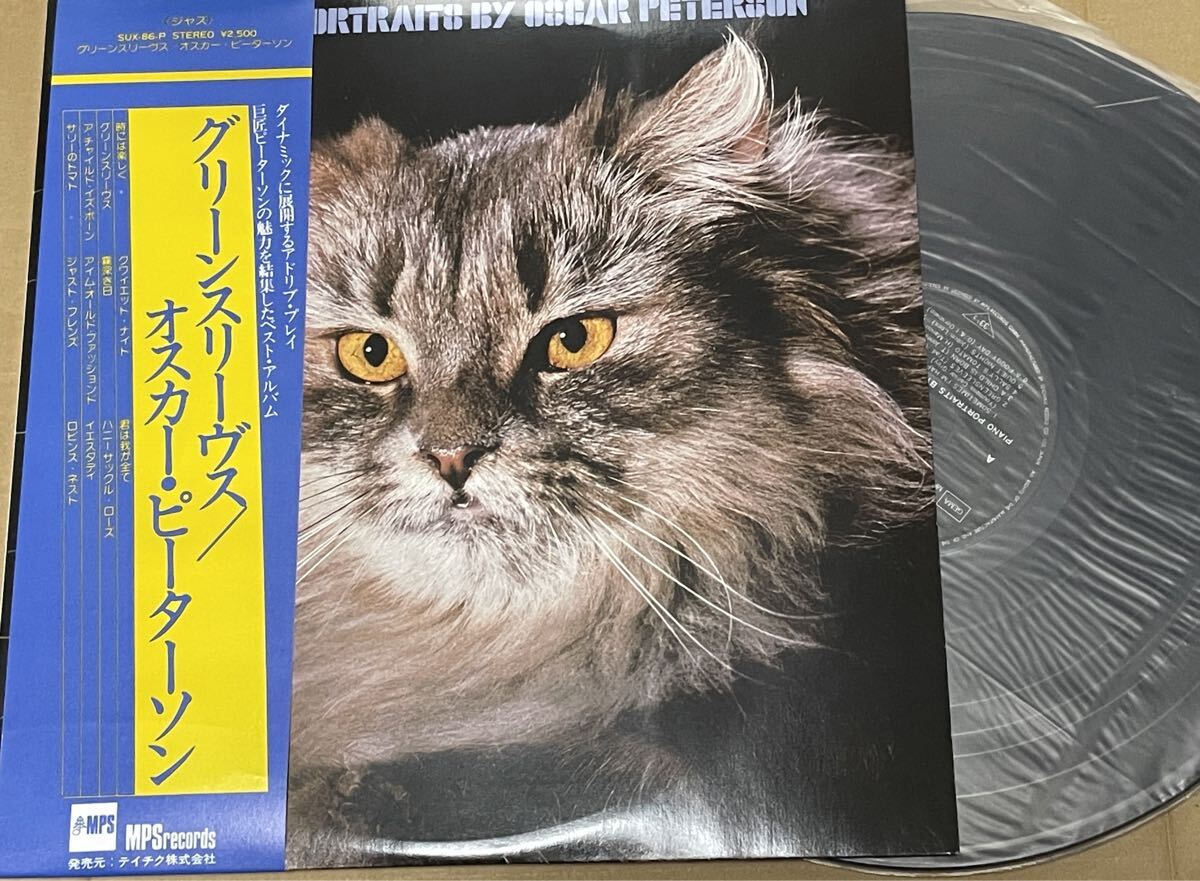 〈ジャズ〉
SUX-86-P STEREO ¥2,500
グリーンスリーヴス オスカー・ピーターソン
ORTRAITS BY OSCAR PETERSON
ダイナミックに展開するアドリブ・プレイ
巨匠ピーターソンの魅力を結集したベスト・アルバム
グリーンスリーヴス/
オスカー・ピーターソン
時には楽しく
クワイエット・ナイト
君は我が全て
グリーンスリーヴス
霧深き日
ハニーサックル・ローズ
ア・チャイルド・イズ・ボーン
アイム・オールド・ファッションド
イエスタデイ
サリーのトマト
ジャスト・フレンズ
ロビンス・ネスト
MPS
MPSrecords
発売元:テイチク株式会社
33⅓
A
PIANO PORTRAITS B
GEMA